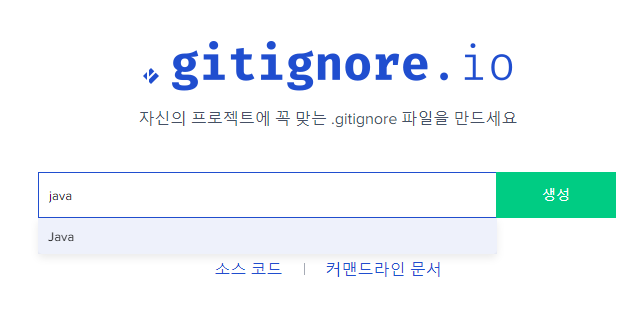 gitignore.io
자신의 프로젝트에 꼭 맞는 .gitignore 파일을 만드세요
java 생성
Java
소스 코드 | 커맨드라인 문서